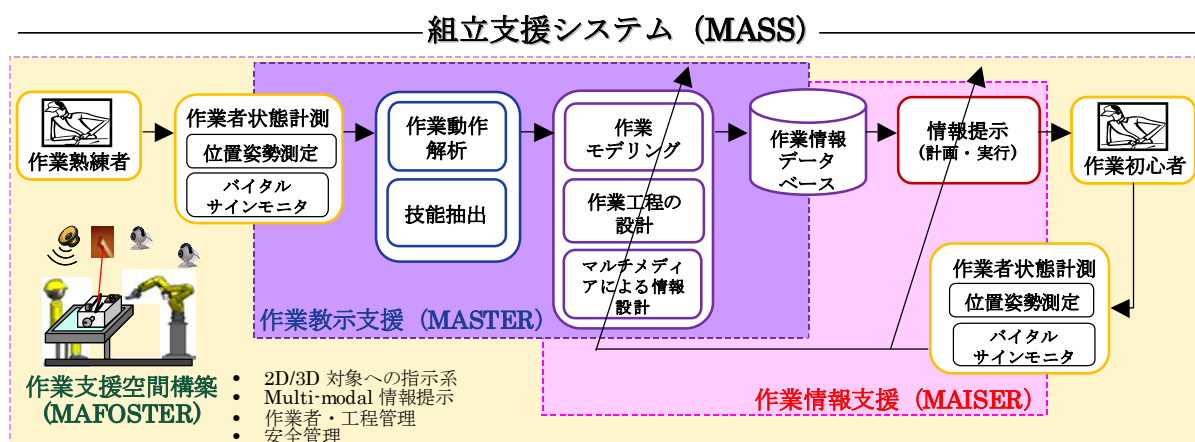 組立支援システム（MASS）
作業熟練者
作業者状態計測
位置姿勢測定
バイタル
サインモニタ
作業動作
解析
技能抽出
作業
モデリング
作業工程の
設計
マルチメディ
アによる情報
設計
作業情報
データ
ベース
情報提示
（計画・実行）
作業初心者
作業者状態計測
位置姿勢測定
バイタル
サインモニタ
作業教示支援（MASTER）
作業情報支援（MAISER）
作業支援空間構築
(MAFOSTER)
• 2D/3D 対象への指示系
• Multi-modal 情報提示
• 作業者・工程管理
• 安全管理